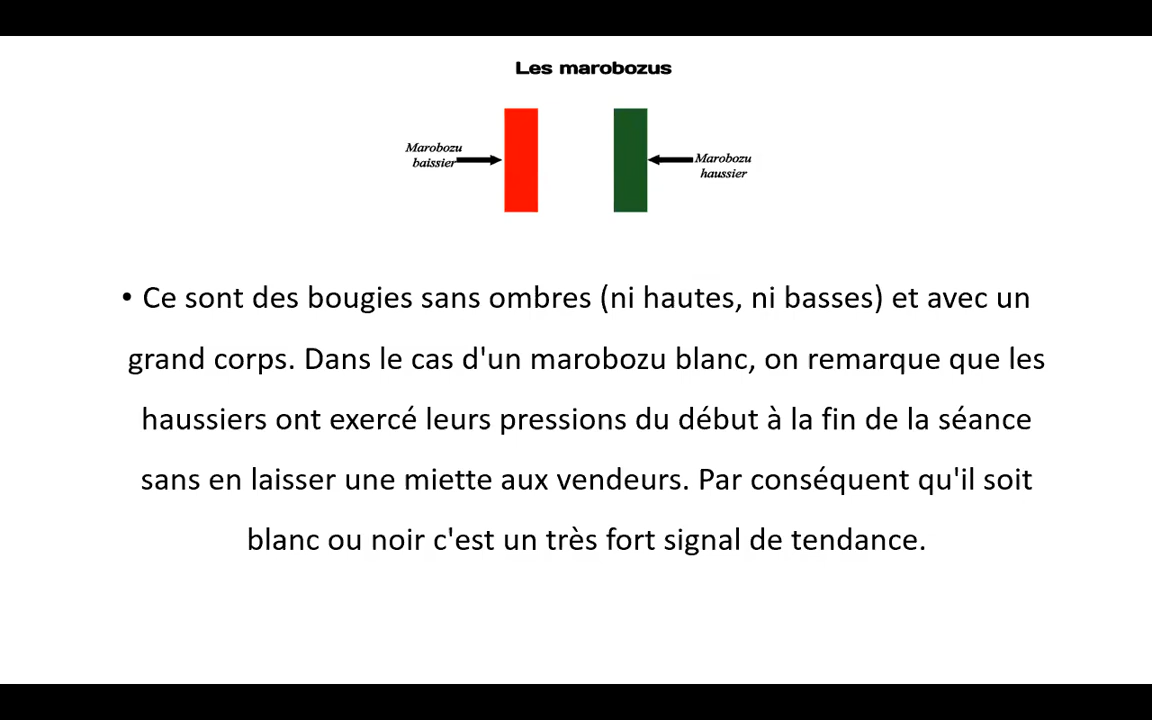 Les marobozus
Marobozu
baissier
Marobozu
haussier
• Ce sont des bougies sans ombres (ni hautes, ni basses) et avec un
grand corps. Dans le cas d'un marobozu blanc, on remarque que les
haussiers ont exercé leurs pressions du début à la fin de la séance
sans en laisser une miette aux vendeurs. Par conséquent qu'il soit
blanc ou noir c'est un très fort signal de tendance.